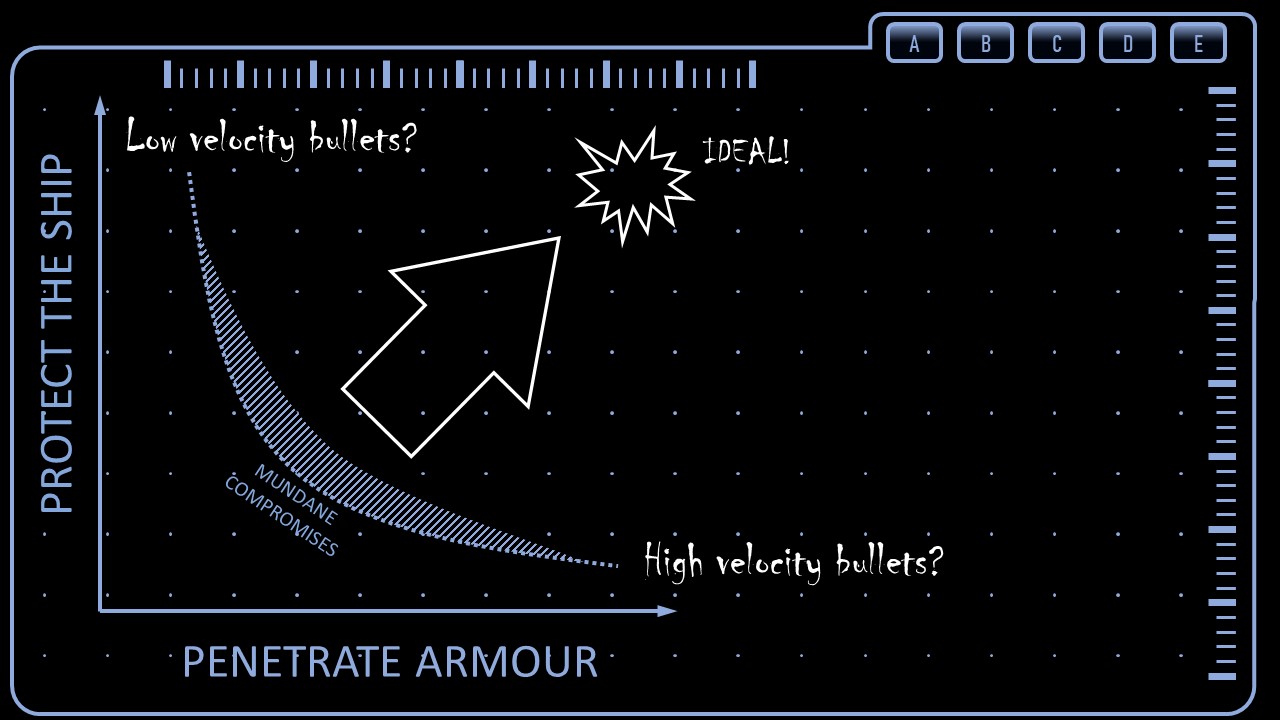 A B C D E
Low velocity bullets?
IDEAL!
PROTECT THE SHIP
MUNDANE
COMPROMISES
High velocity bullets?
PENETRATE ARMOUR